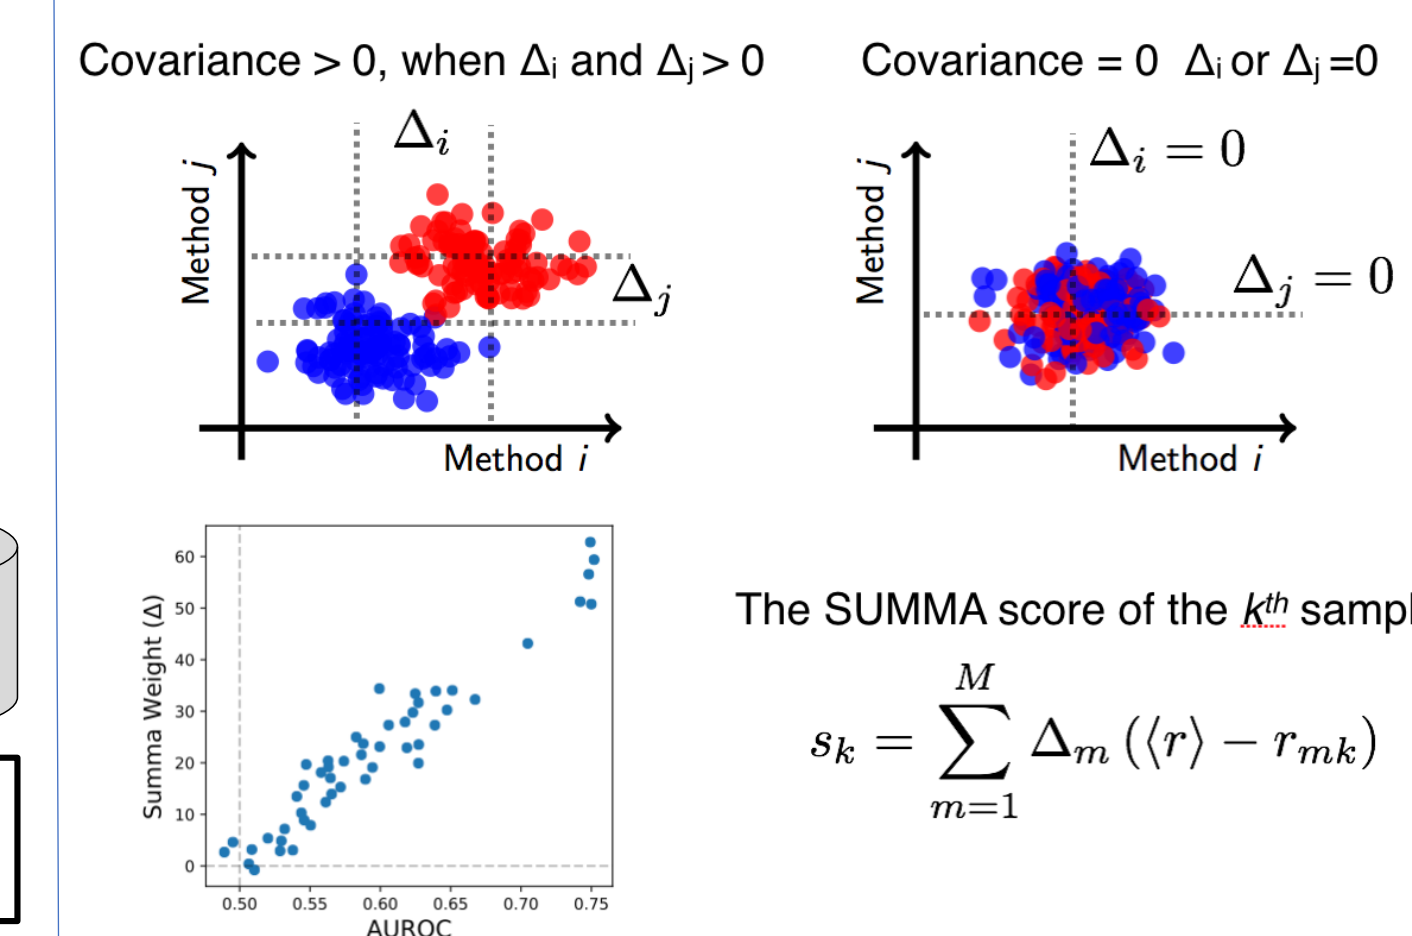 Covariance > 0, when Δi and Δj > 0
Covariance = 0 Δi or Δj =0
Δi
Δj
Method j
Method i
Δi = 0
Δj = 0
Method j
Method i
Summa Weight (Δ)
60
50
40
30
20
10
0
0.50 0.55 0.60 0.65 0.70 0.75
AUROC
The SUMMA score of the kth sampl
sk = ∑ M m=1 Δm (⟨r⟩ − rmk)